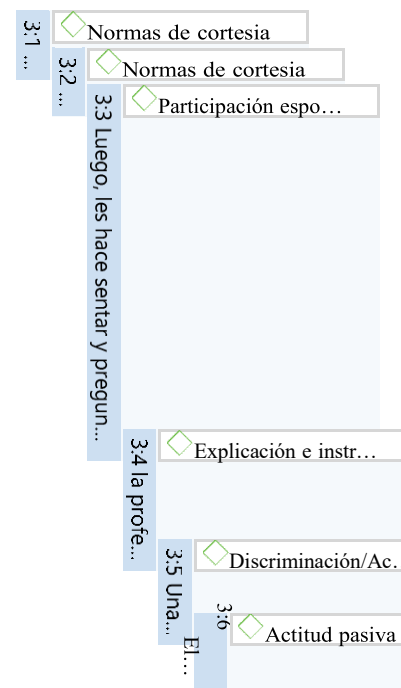 3:1 ...
Normas de cortesia
3:2 ...
Normas de cortesia
3:3 Luego, les hace sentar y pregun...
Participación espo...
3:4 la profe...
Explicación e instr...
3:5 Una...
Discriminación/Ac.
3:6
El...
Actitud pasiva